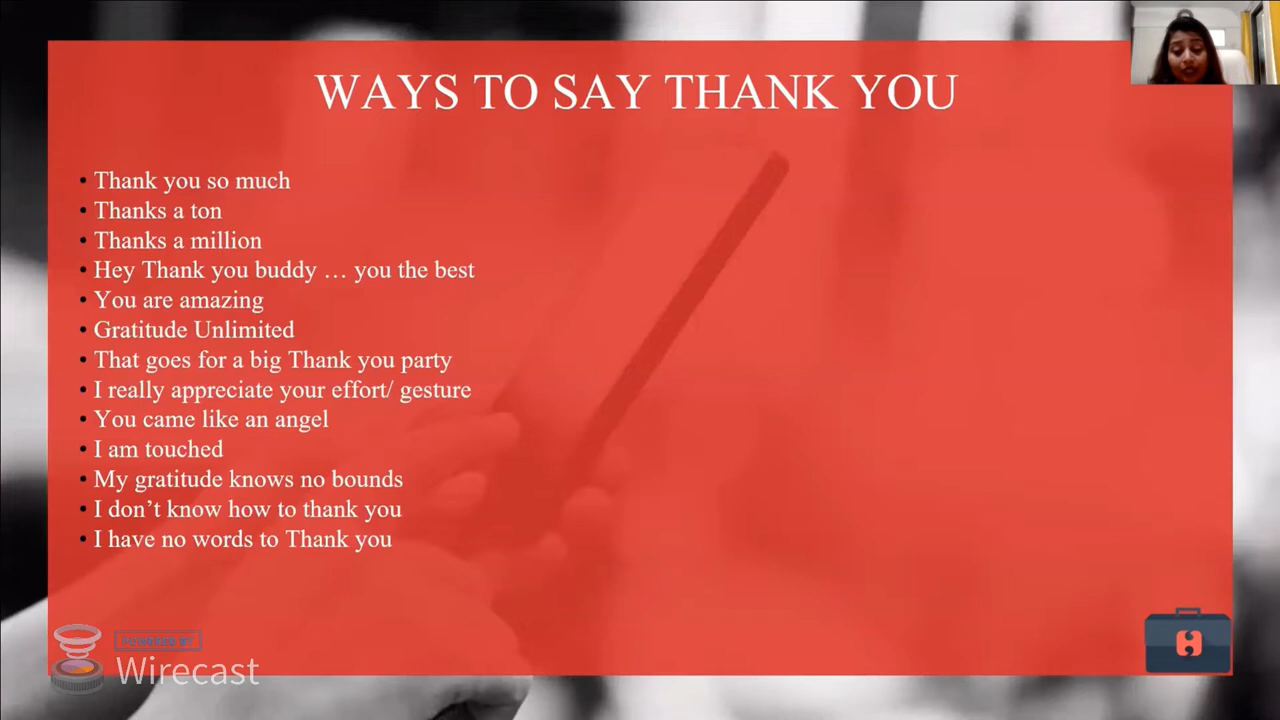 WAYS TO SAY THANK YOU
• Thank you so much
• Thanks a ton
• Thanks a million
• Hey Thank you buddy … you the best
• You are amazing
• Gratitude Unlimited
• That goes for a big Thank you party
• I really appreciate your effort/ gesture
• You came like an angel
• I am touched
• My gratitude knows no bounds
• I don’t know how to thank you
• I have no words to Thank you
POWERED BY
Wirecast